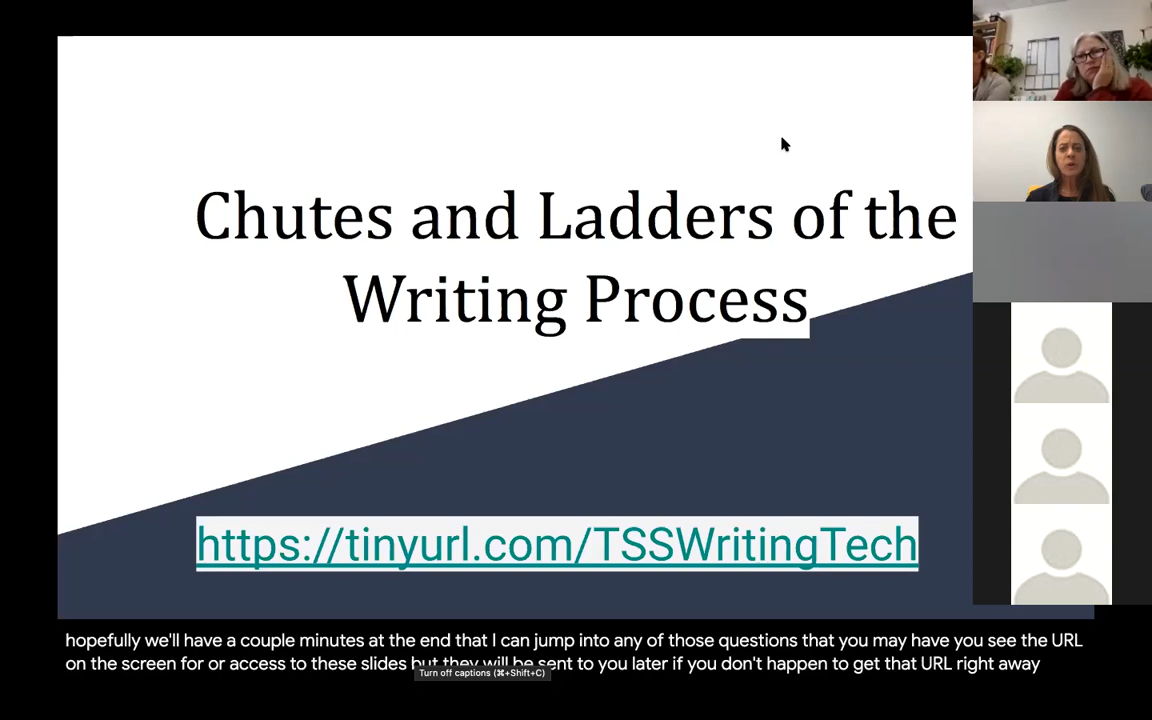 Chutes and Ladders of the
Writing Process
https://tinyurl.com/TSSWritingTech
hopefully we'll have a couple minutes at the end that I can jump into any of those questions that you may have you see the URL
on the screen for or access to these slides but they will be sent to you later if you don't happen to get that URL right away
Turn off captions (⌘+Shift+C)